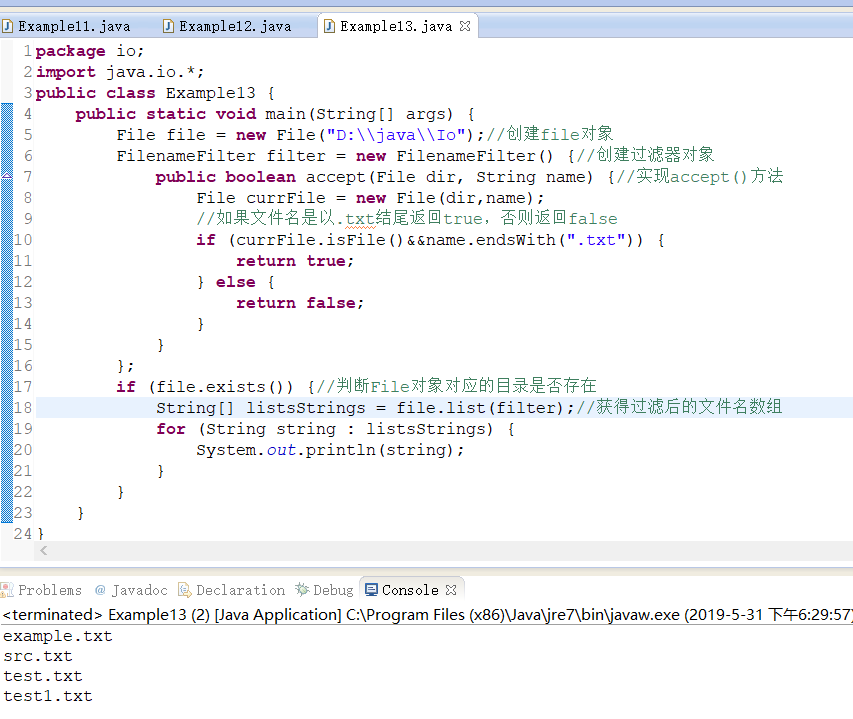 Example11.java Example12.java Example13.java
1 package io;
2 import java.io.*;
3 public class Example13 {
4 public static void main(String[] args) {
5 File file = new File("D:\\java\\Io");//创建file对象
6 FilenameFilter filter = new FilenameFilter() {//创建过滤器对象
7 public boolean accept(File dir, String name) {//实现accept()方法
8 File currFile = new File(dir,name);
9 //如果文件名是以.txt结尾返回true，否则返回false
10 if (currFile.isFile()&&name.endsWith(".txt")) {
11 return true;
12 } else {
13 return false;
14 }
15 }
16 };
17 if (file.exists()) {//判断File对象对应的目录是否存在
18 String[] listsStrings = file.list(filter);//获得过滤后的文件名数组
19 for (String string : listsStrings) {
20 System.out.println(string);
21 }
22 }
23 }
24 }
Problems @ Javadoc Declaration Debug Console
<terminated> Example13 (2) [Java Application] C:\Program Files (x86)\Java\jre7\bin\javaw.exe (2019-5-31 下午6:29:57)
example.txt
src.txt
test.txt
test1.txt